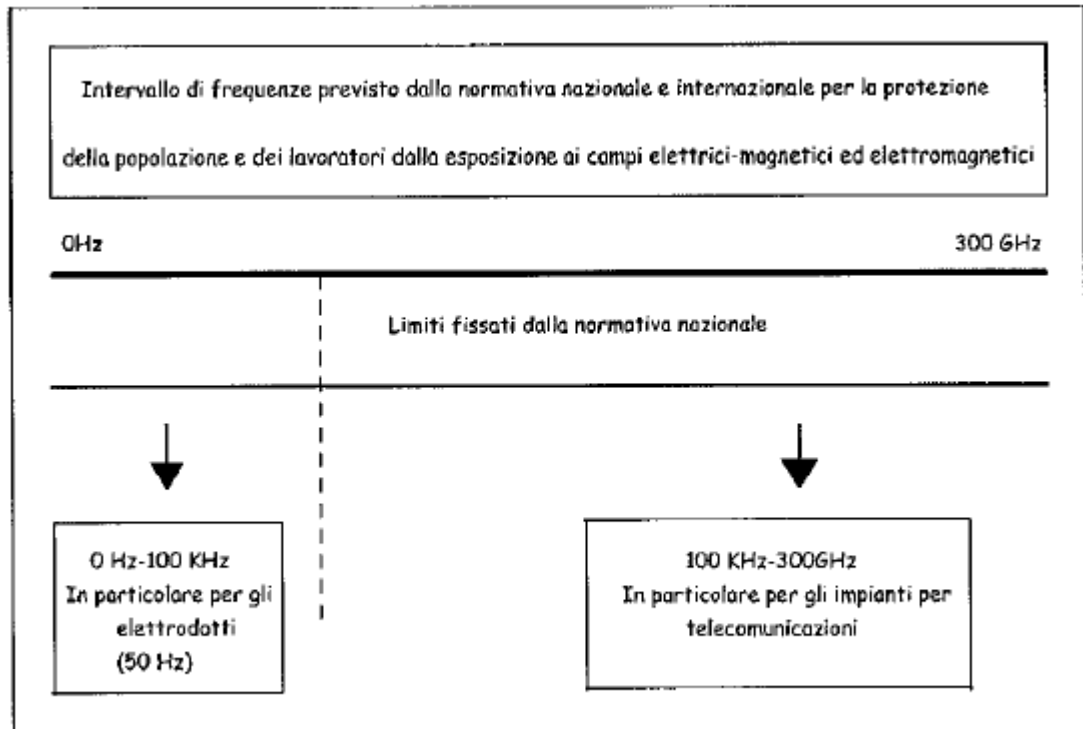 Intervallo di frequenze previsto dalla normativa nazionale e internazionale per la protezione
della popolazione e dei lavoratori dalla esposizione ai campi elettrici-magnetici ed elettromagnetici
0Hz
300 GHz
Limiti fissati dalla normativa nazionale
0 Hz-100 KHz
In particolare per gli
elettrodotti
(50 Hz)
100 KHz-300GHz
In particolare per gli impianti per
telecomunicazioni